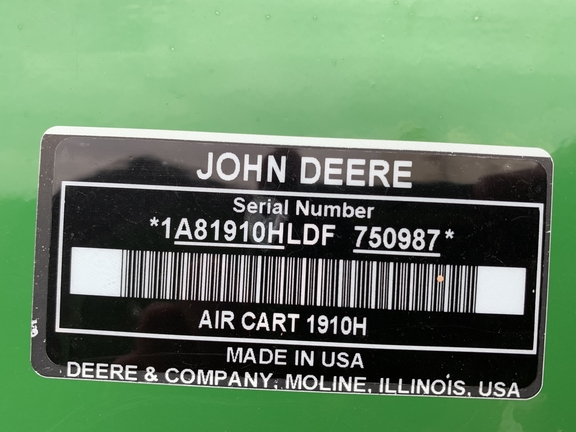 JOHN DEERE
Serial Number
*1A81910HLDF 750987*
AIR CART 1910H
MADE IN USA
DEERE & COMPANY, MOLINE, ILLINOIS, USA